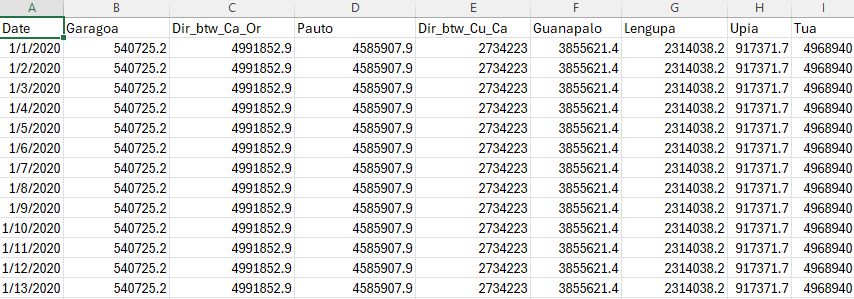 A B C D E F G H I
Date Garagoa Dir_btw_Ca_Or Pauto Dir_btw_Cu_Ca Guanapalo Lengupa Upia Tua
1/1/2020 540725.2 4991852.9 4585907.9 2734223 3855621.4 2314038.2 917371.7 4968940
1/2/2020 540725.2 4991852.9 4585907.9 2734223 3855621.4 2314038.2 917371.7 4968940
1/3/2020 540725.2 4991852.9 4585907.9 2734223 3855621.4 2314038.2 917371.7 4968940
1/4/2020 540725.2 4991852.9 4585907.9 2734223 3855621.4 2314038.2 917371.7 4968940
1/5/2020 540725.2 4991852.9 4585907.9 2734223 3855621.4 2314038.2 917371.7 4968940
1/6/2020 540725.2 4991852.9 4585907.9 2734223 3855621.4 2314038.2 917371.7 4968940
1/7/2020 540725.2 4991852.9 4585907.9 2734223 3855621.4 2314038.2 917371.7 4968940
1/8/2020 540725.2 4991852.9 4585907.9 2734223 3855621.4 2314038.2 917371.7 4968940
1/9/2020 540725.2 4991852.9 4585907.9 2734223 3855621.4 2314038.2 917371.7 4968940
1/10/2020 540725.2 4991852.9 4585907.9 2734223 3855621.4 2314038.2 917371.7 4968940
1/11/2020 540725.2 4991852.9 4585907.9 2734223 3855621.4 2314038.2 917371.7 4968940
1/12/2020 540725.2 4991852.9 4585907.9 2734223 3855621.4 2314038.2 917371.7 4968940
1/13/2020 540725.2 4991852.9 4585907.9 2734223 3855621.4 2314038.2 917371.7 4968940